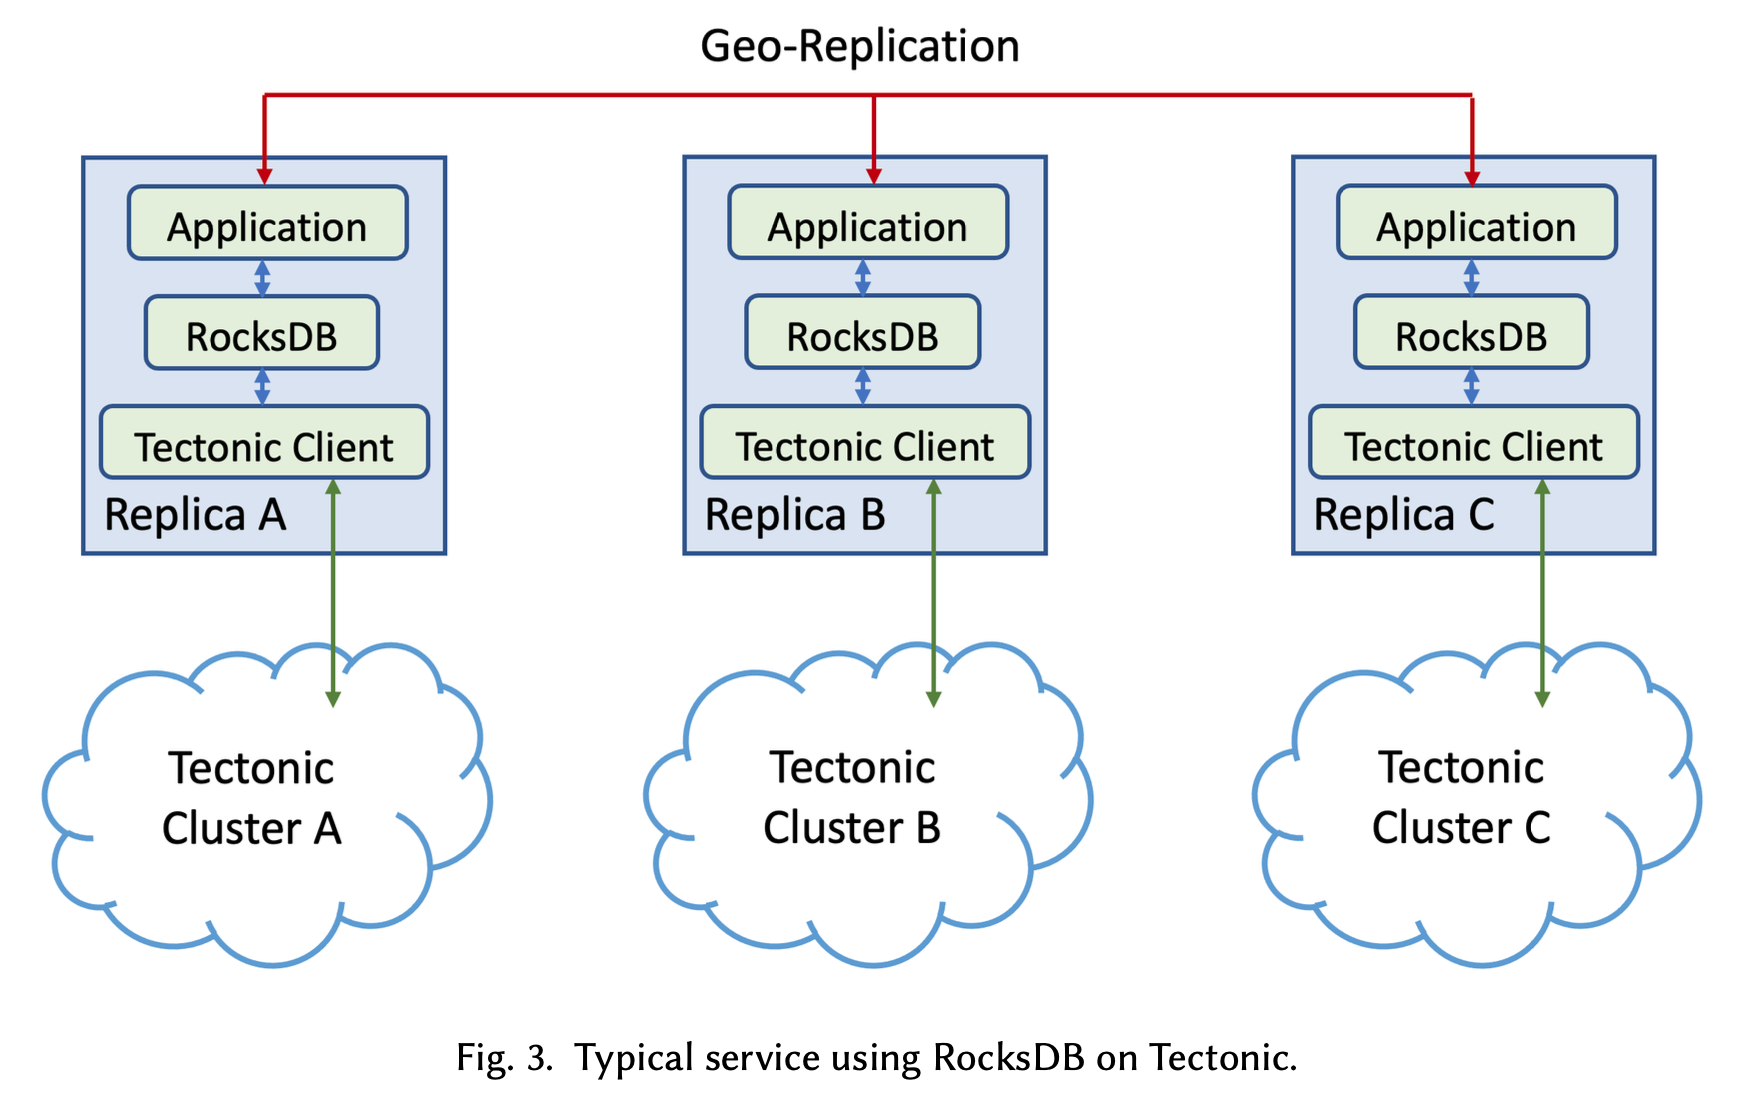 Geo-Replication
Application
RocksDB
Tectonic Client
Replica A
Application
RocksDB
Tectonic Client
Replica B
Application
RocksDB
Tectonic Client
Replica C
Tectonic
Cluster A
Tectonic
Cluster B
Tectonic
Cluster C
Fig. 3. Typical service using RocksDB on Tectonic.